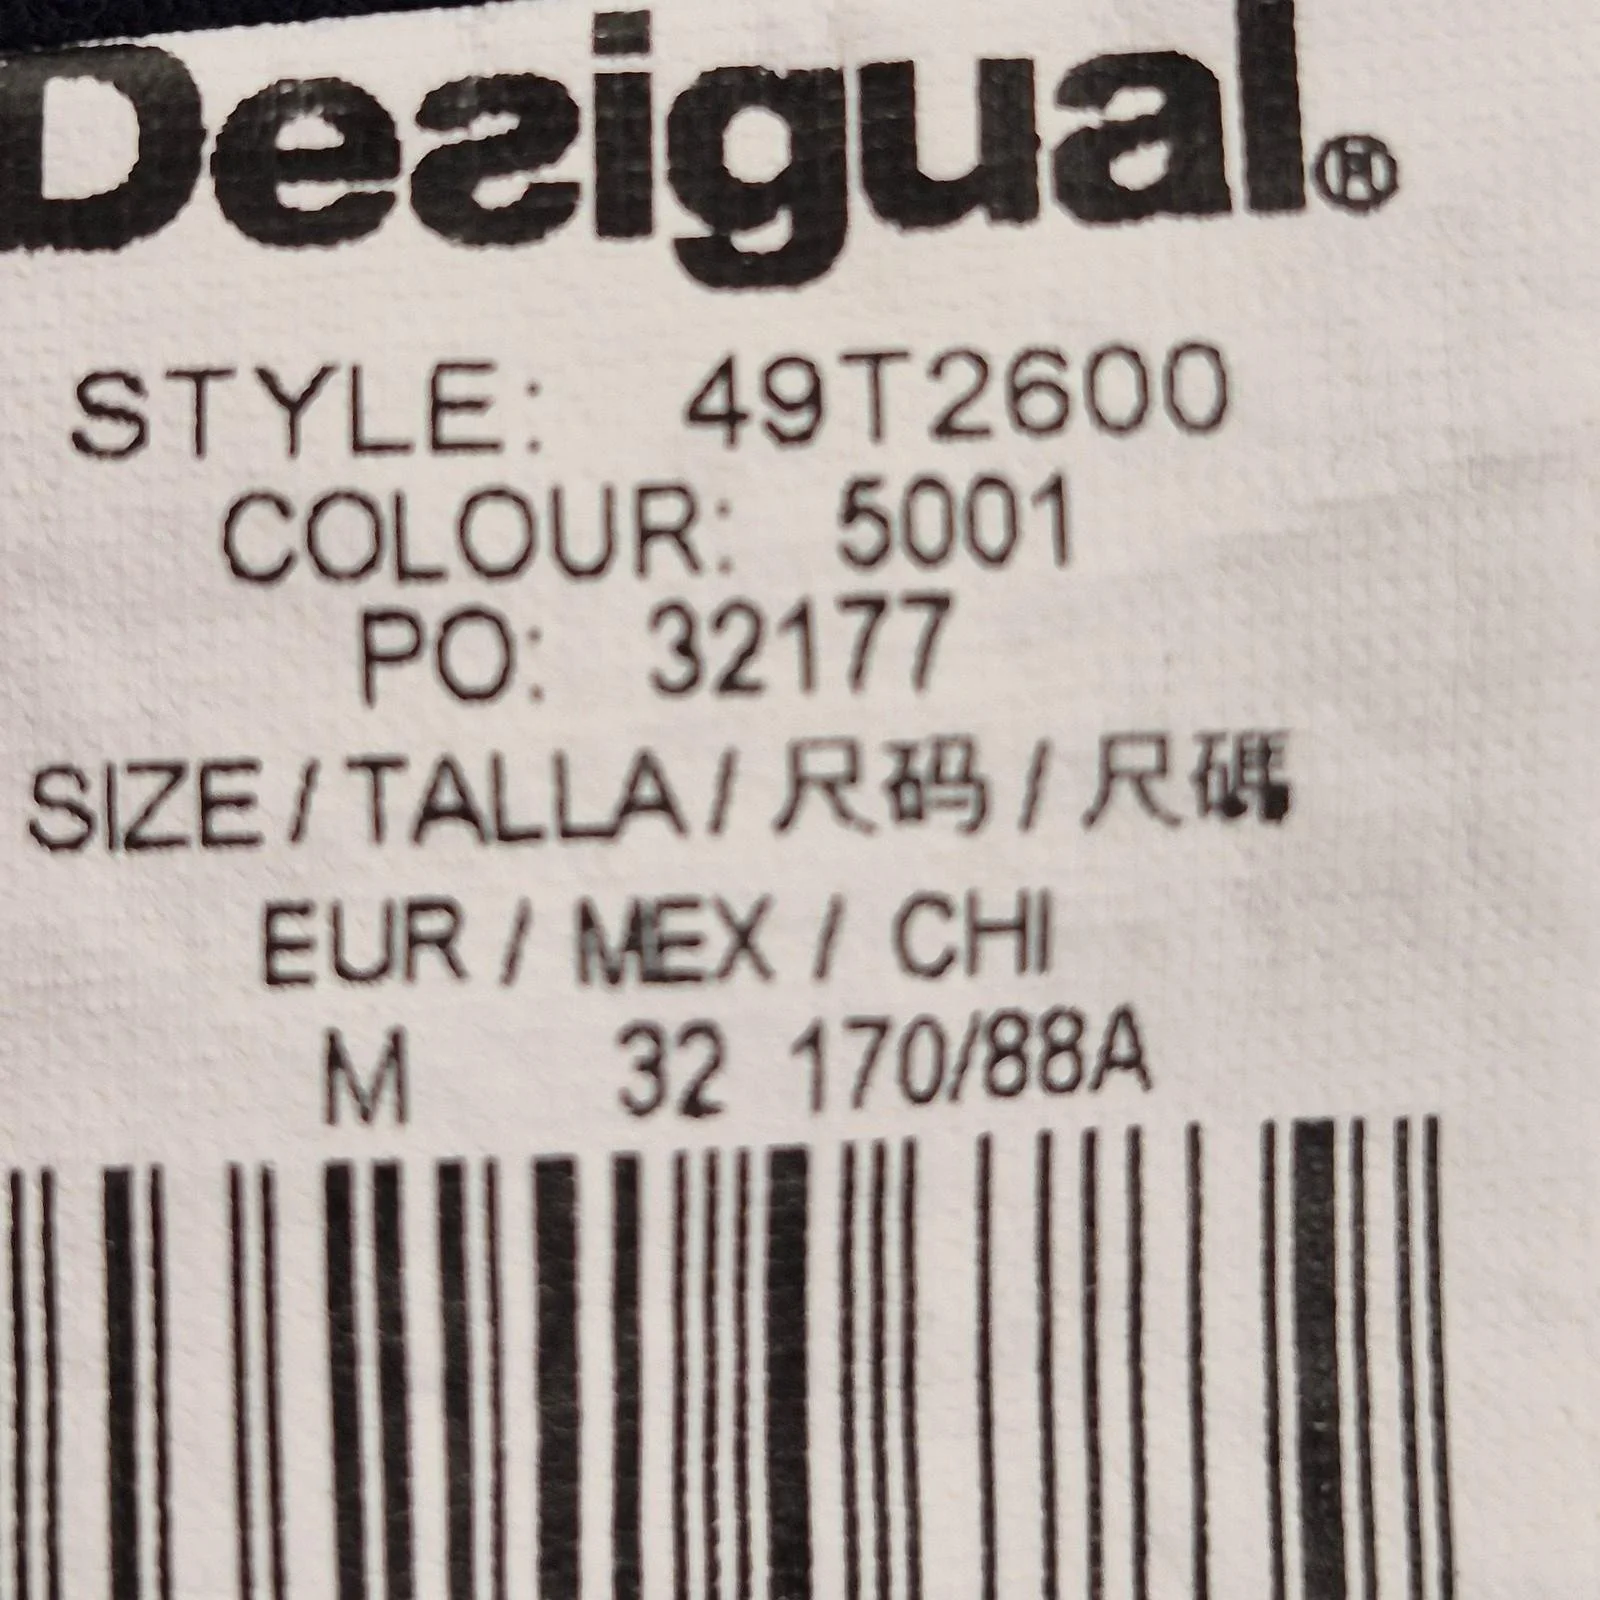 Desigual®
STYLE: 49T2600
COLOUR: 5001
PO: 32177
SIZE / TALLA / 尺码 / 尺碼
EUR / MEX / CHI
M 32 170/88A